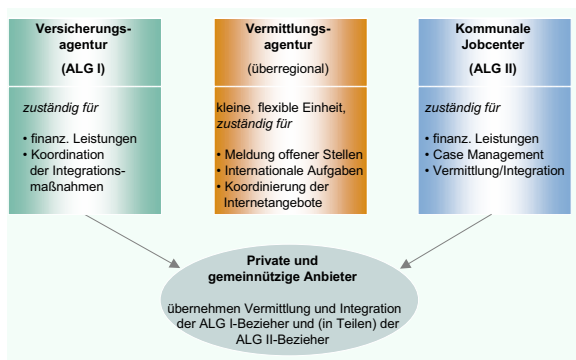 Versicherungs-
agentur
(ALG I)
zuständig für
• finanz. Leistungen
• Koordination
der Integrations-
maßnahmen
Vermittlungs-
agentur
(überregional)
kleine, flexible Einheit,
zuständig für
• Meldung offener Stellen
• Internationale Aufgaben
• Koordinierung der
Internetangebote
Kommunale
Jobcenter
(ALG II)
zuständig für
• finanz. Leistungen
• Case Management
• Vermittlung/Integration
Private und
gemeinnützige Anbieter
übernehmen Vermittlung und Integration
der ALG I-Bezieher und (in Teilen) der
ALG II-Bezieher